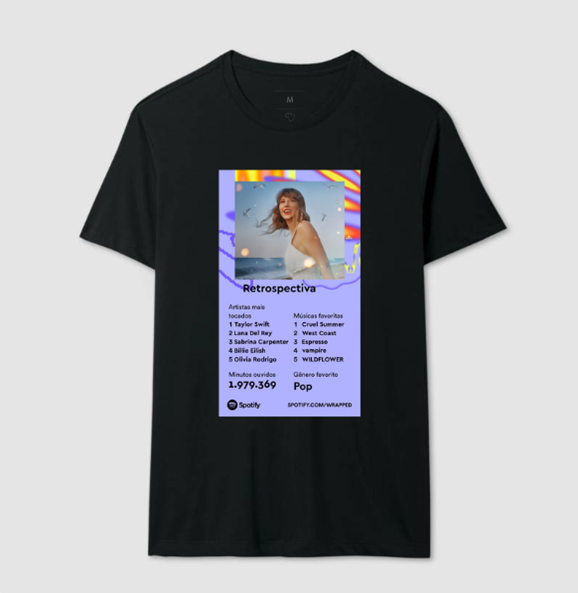 M
Retrospectiva
Artistas mais
tocados
1 Taylor Swift
2 Lana Del Rey
3 Sabrina Carpenter
4 Billie Eilish
5 Olivia Rodrigo
Músicas favoritas
1 Cruel Summer
2 West Coast
3 Espresso
4 vampire
5 WILDFLOWER
Minutos ouvidos
1.979.369
Gênero favorito
Pop
Spotify
SPOTIFY.COM/WRAPPED